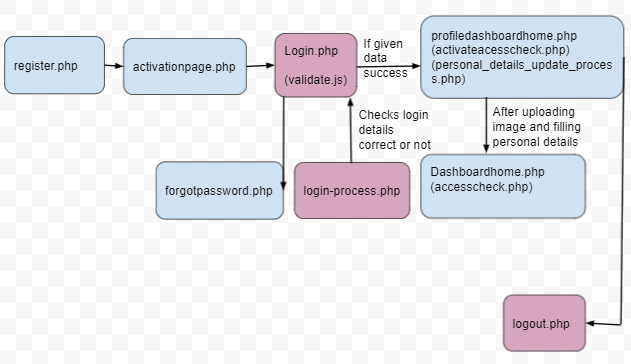 register.php
activationpage.php
Login.php
(validate.js)
If given
data
success
profiledashboardhome.php
(activateacesscheck.php)
(personal_details_update_proces
s.php)
Checks login
details
correct or not
After uploading
image and filling
personal details
forgotpassword.php
login-process.php
Dashboardhome.php
(accesscheck.php)
logout.php